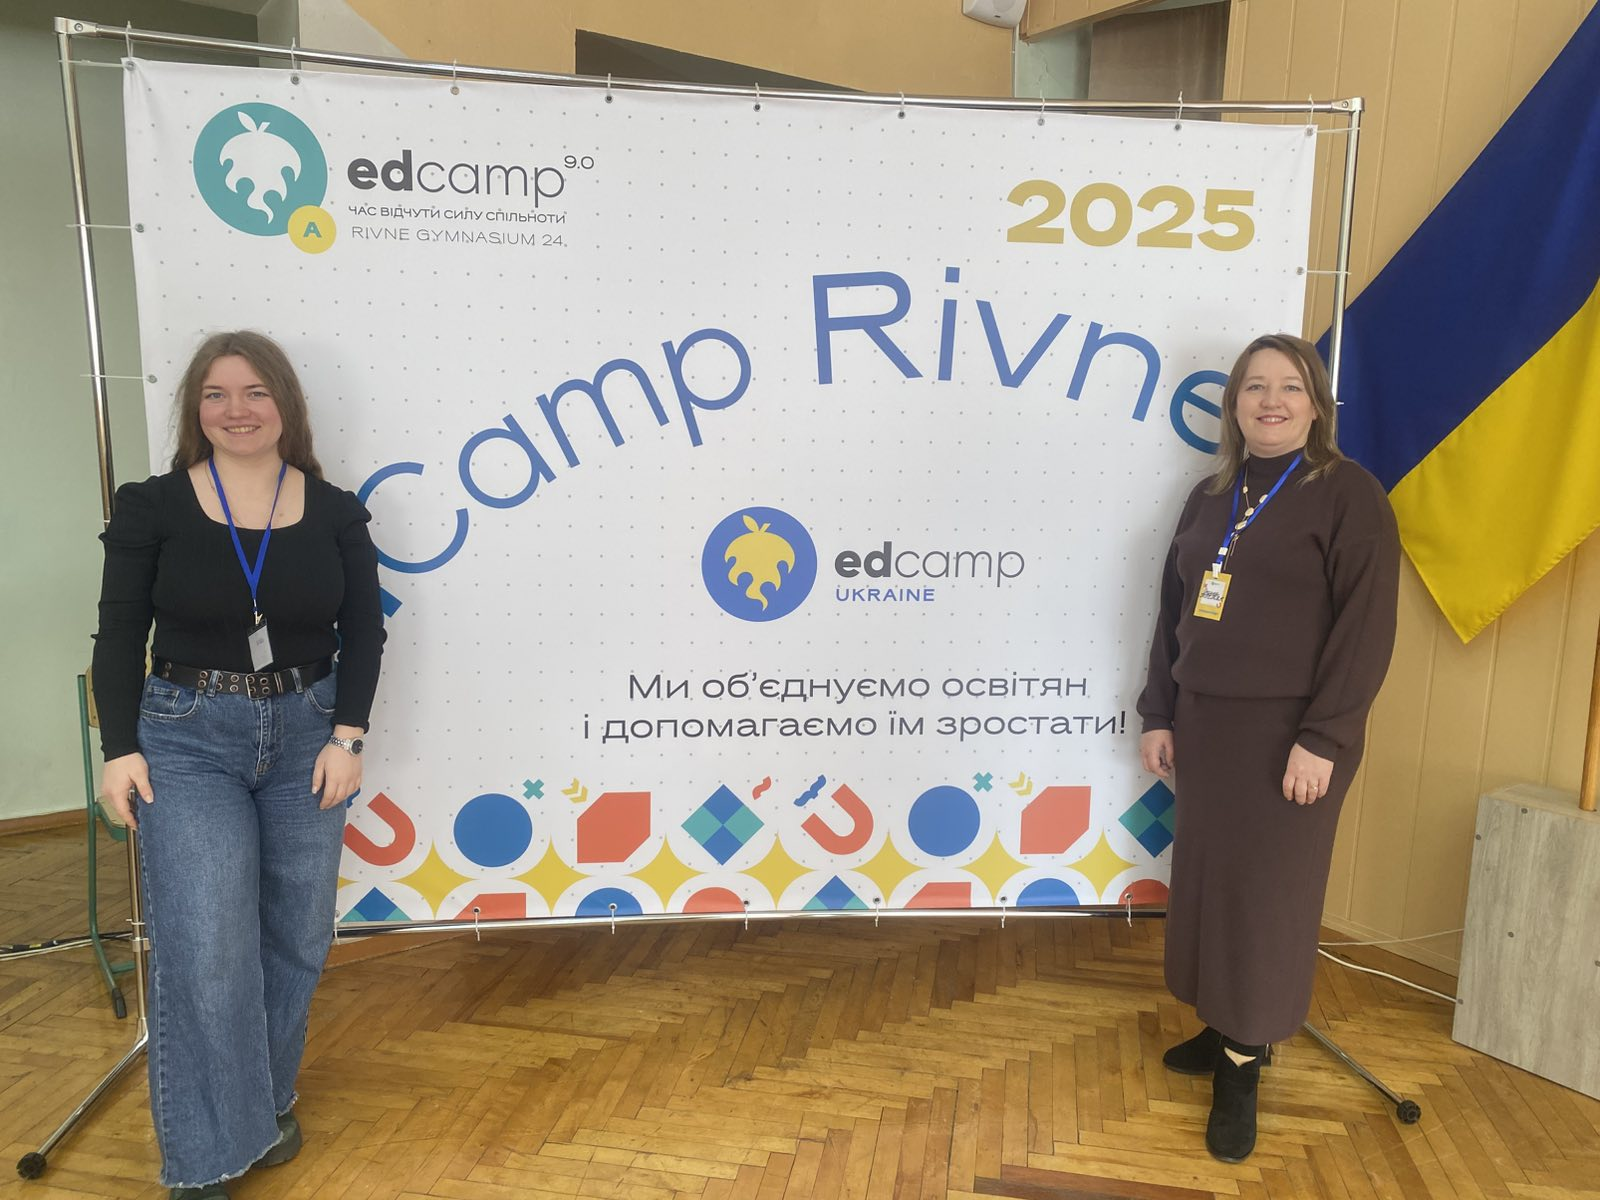 edcamp 9.0
ЧАС ВІДЧУТИ СИЛУ СПІЛЬНОТИ
A
RIVNE GYMNASIUM 24
2025
Camp Rivne
edcamp
UKRAINE
Ми об'єднуємо освітян
і допомагаємо їм зростати!